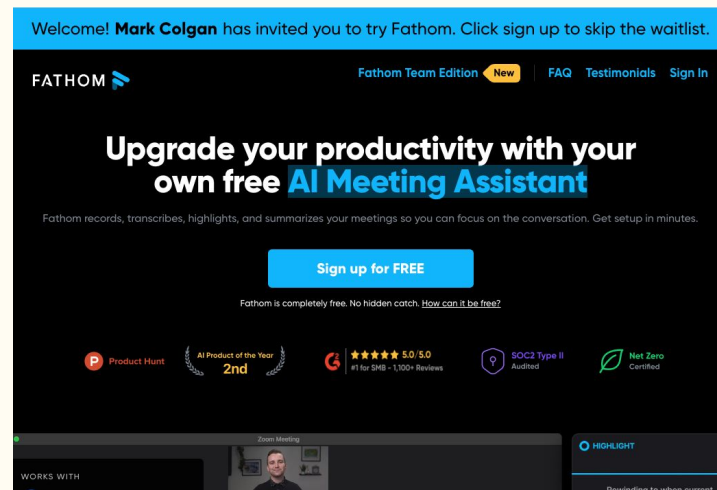 Welcome! Mark Colgan has invited you to try Fathom. Click sign up to skip the waitlist.
FATHOM
Fathom Team Edition New FAQ Testimonials Sign In
Upgrade your productivity with your
own free AI Meeting Assistant
Fathom records, transcribes, highlights, and summarizes your meetings so you can focus on the conversation. Get setup in minutes.
Sign up for FREE
Fathom is completely free. No hidden catch. How can it be free?
P Product Hunt
AI Product of the Year
2nd
5.0/5.0
#1 for SMB - 1,100+ Reviews
SOC2 Type II
Audited
Net Zero
Certified
Zoom Meeting
HIGHLIGHT
WORKS WITH
Rewinding to when current